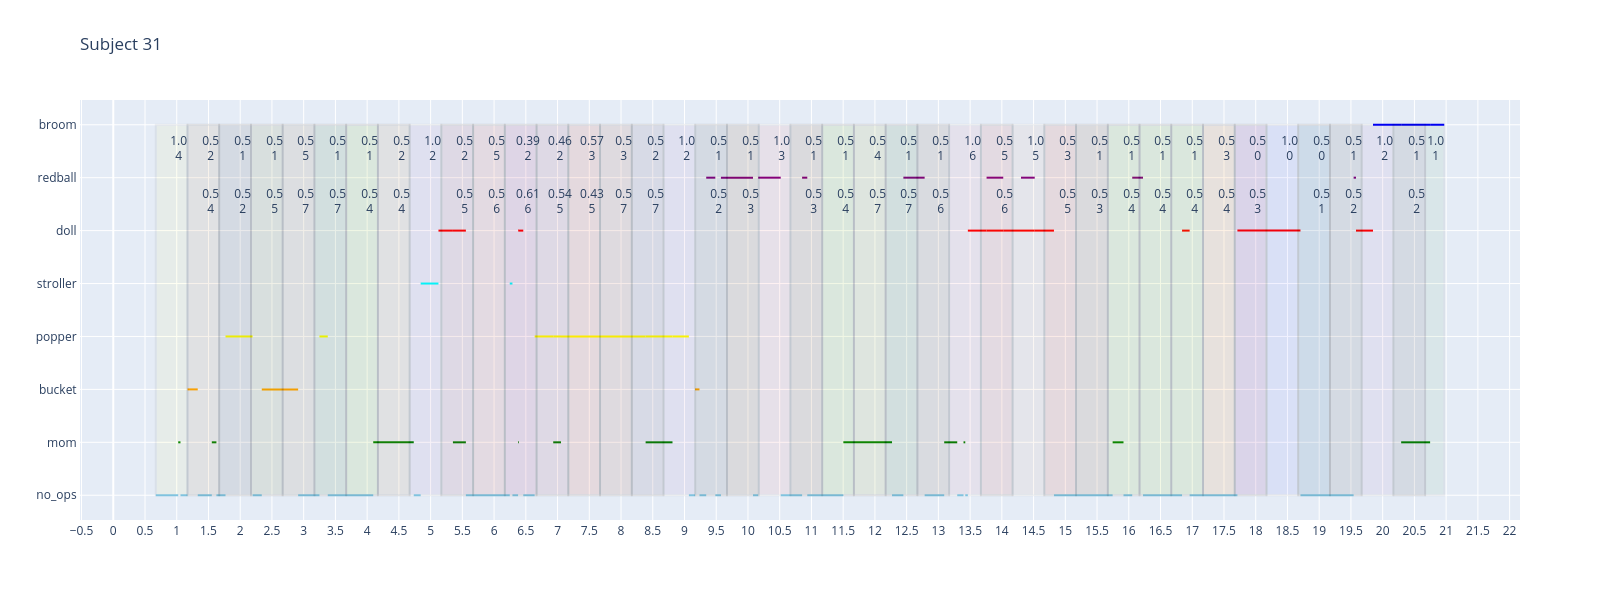 Subject 31
broom
1.0 0.5 0.5 0.5 0.5 0.5 0.5 0.5 1.0 0.5 0.5 0.39 0.46 0.57 0.5 0.5 1.0 0.5 0.5 1.0 0.5 0.5 0.5 0.5 0.5 1.0 0.5 1.0 0.5 0.5 0.5 0.5 0.5 0.5 0.5 1.0 0.5 0.5 1.0 0.5 1.0
4 2 1 1 5 1 1 2 2 2 5 2 2 3 3 2 2 1 1 3 1 1 4 1 1 6 5 5 3 1 1 1 1 3 0 0 0 1 2 1 1
redball
0.5 0.5 0.5 0.5 0.5 0.5 0.5 0.5 0.5 0.61 0.54 0.43 0.5 0.5 0.5 0.5 0.5 0.5 0.5 0.5 0.5 0.5 0.5 0.5 0.5 0.5 0.5 0.5 0.5 0.5 0.5 0.5
4 2 5 7 7 4 4 5 6 6 5 5 7 7 2 3 3 4 7 7 6 6 5 3 4 4 4 4 3 1 2 2
doll
stroller
popper
bucket
mom
no_ops
−0.5 0 0.5 1 1.5 2 2.5 3 3.5 4 4.5 5 5.5 6 6.5 7 7.5 8 8.5 9 9.5 10 10.5 11 11.5 12 12.5 13 13.5 14 14.5 15 15.5 16 16.5 17 17.5 18 18.5 19 19.5 20 20.5 21 21.5 22